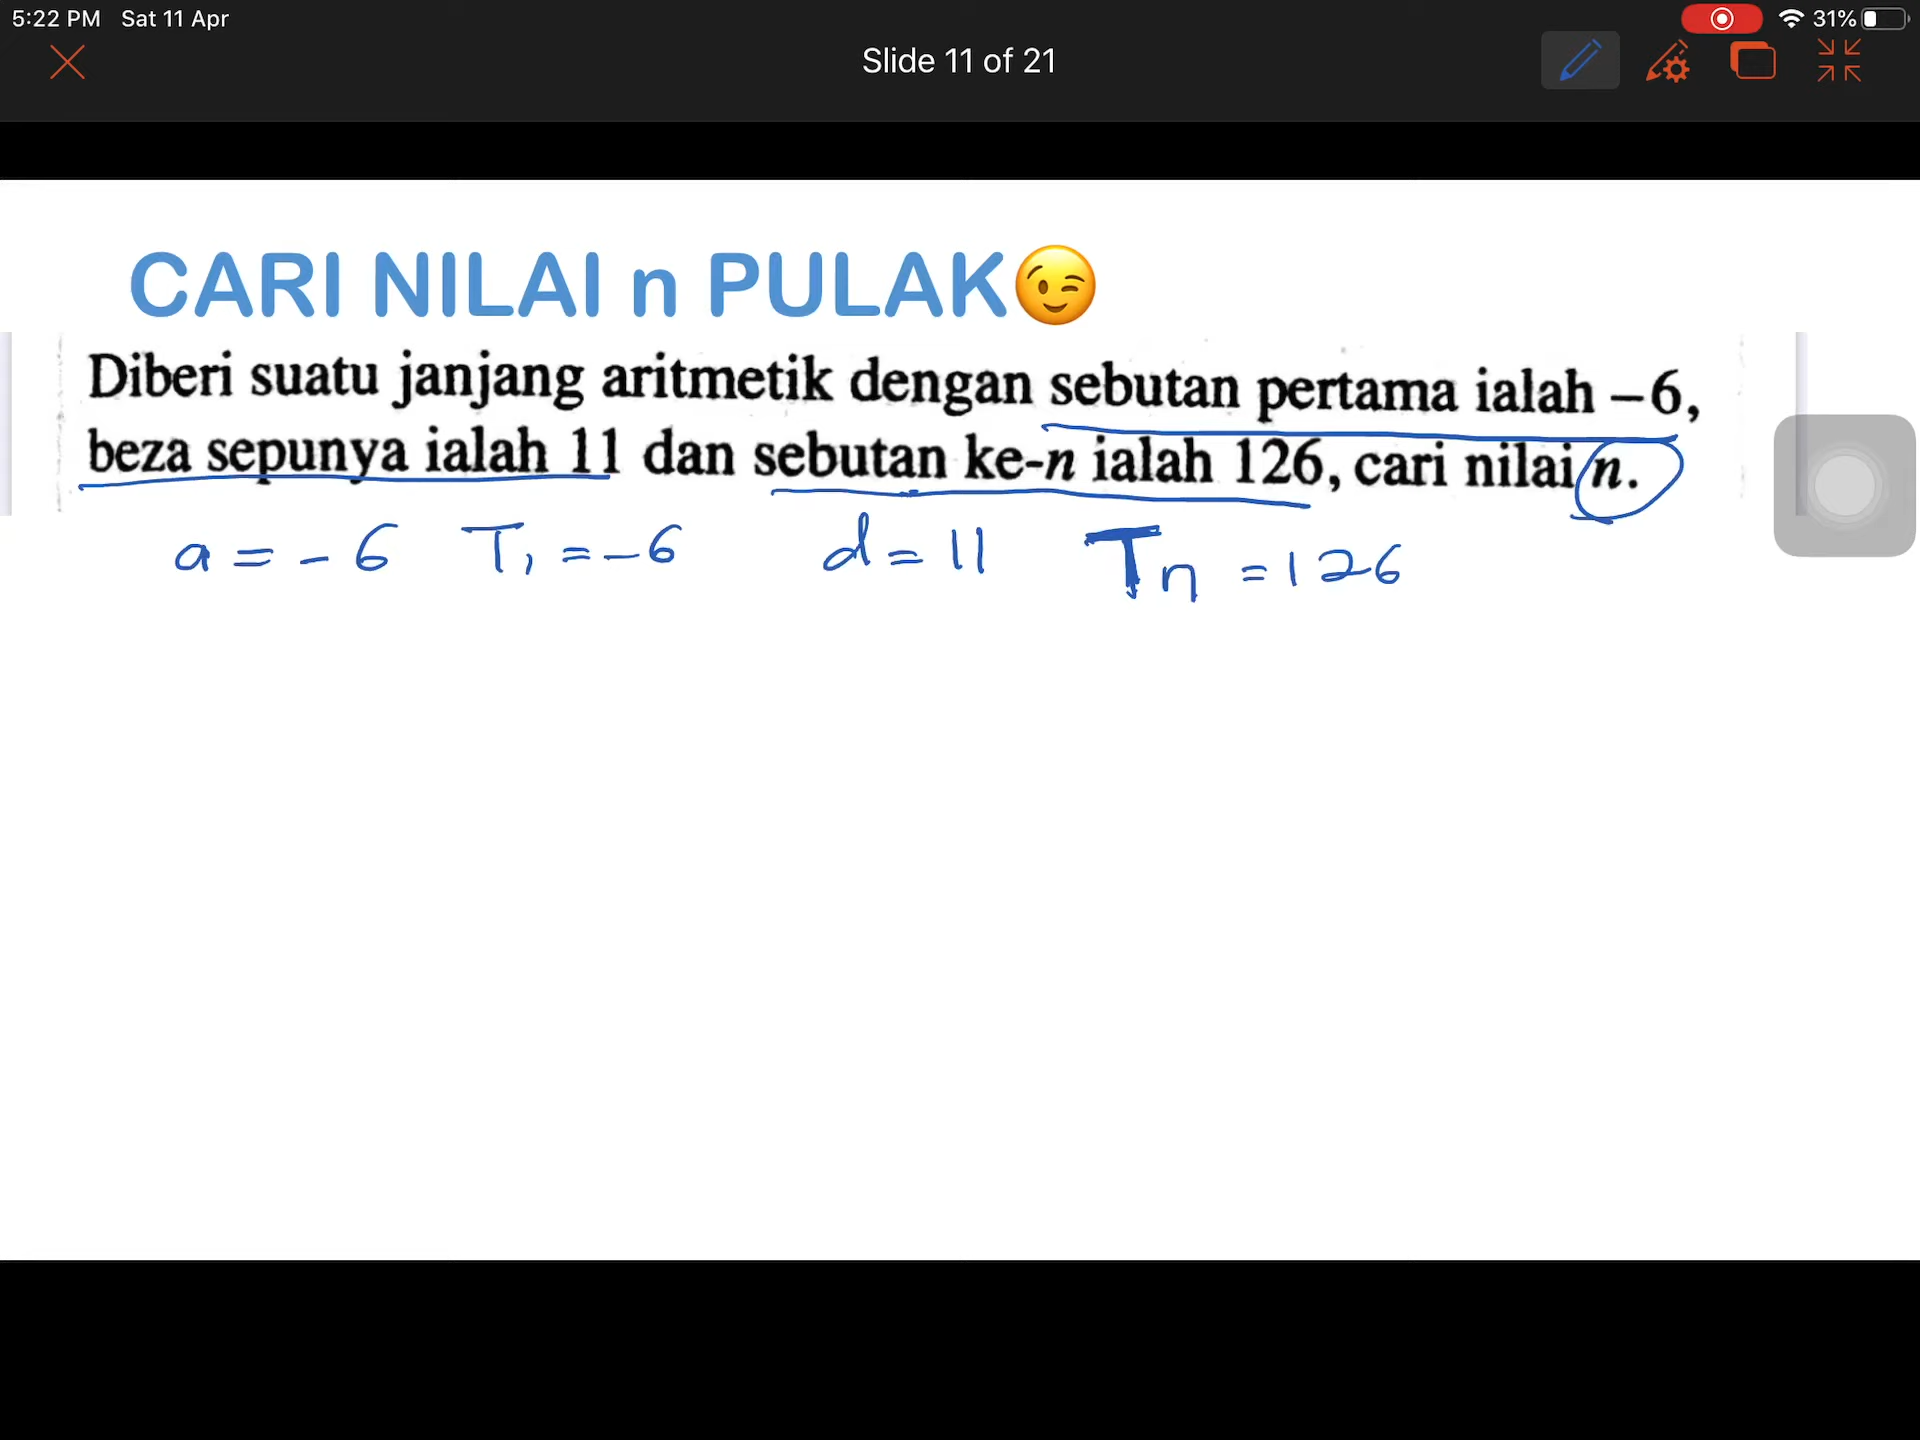 5:22 PM Sat 11 Apr
31%
Slide 11 of 21
CARI NILAI n PULAK😉
Diberi suatu janjang aritmetik dengan sebutan pertama ialah –6,
beza sepunya ialah 11 dan sebutan ke-n ialah 126, cari nilai n.
a = - 6 T₁ = -6 d = 11 Tn = 126